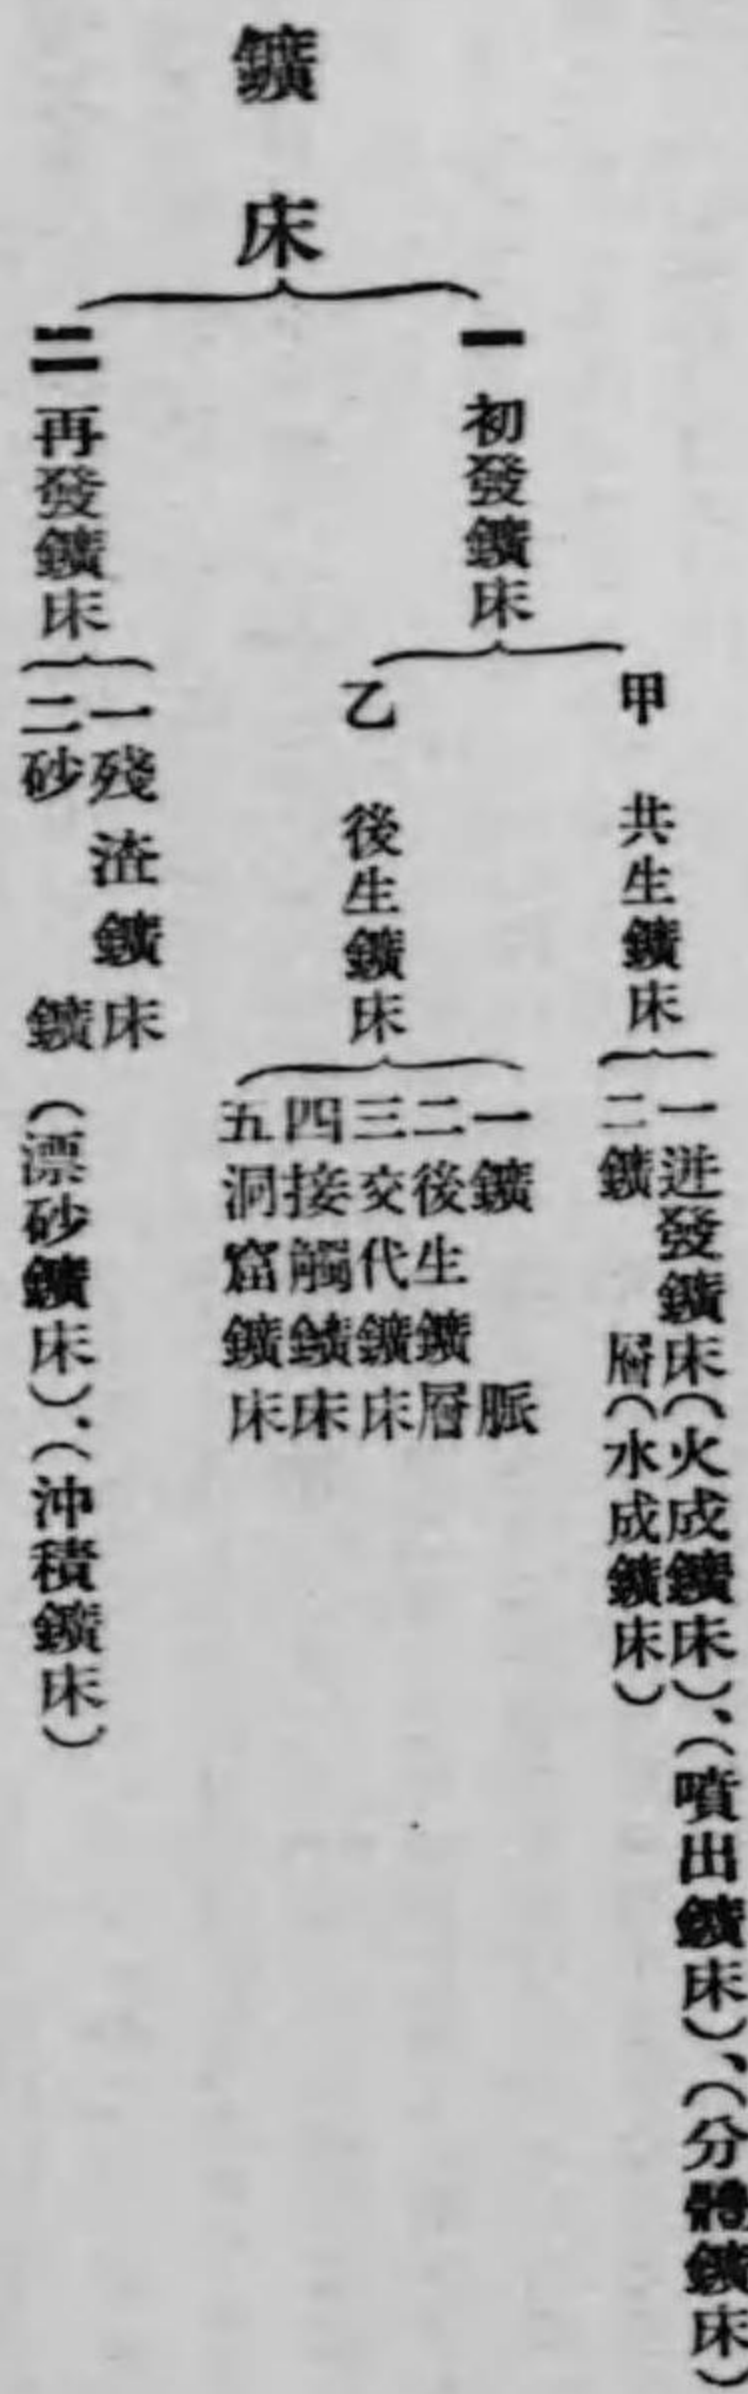 鑛床
一 初發鑛床
甲 共生鑛床
一 迸發鑛床(火成鑛床)、(噴出鑛床)、(分體鑛床)
二 鑛層(水成鑛床)
乙 後生鑛床
一 鑛脈
二 後生鑛層
三 交代鑛床
四 接觸鑛床
五 洞窟鑛床
二 再發鑛床
一 殘渣鑛床
二 砂鑛(漂砂鑛床)、(沖積鑛床)